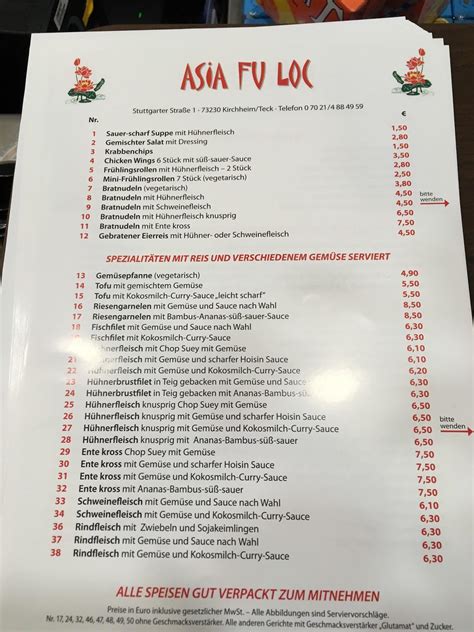 ASIA FU LOC
Stuttgarter Straße 1 - 73230 Kirchheim/Teck - Telefon 0 70 21/4 88 49 59
Nr. €
1 Sauer-scharf Suppe mit Hühnerfleisch 1,50
2 Gemischter Salat mit Dressing 2,80
3 Krabbenchips 1,80
4 Chicken Wings 6 Stück mit süß-sauer-Sauce 2,80
5 Frühlingsrollen mit Hühnerfleisch – 2 Stück 2,50
6 Mini-Frühlingsrollen 7 Stück (vegetarisch) 2,50
7 Bratnudeln (vegetarisch) 3,80
8 Bratnudeln mit Hühnerfleisch 4,50 bitte
9 Bratnudeln mit Schweinefleisch 4,50 wenden
10 Bratnudeln mit Hühnerfleisch knusprig 6,50
11 Bratnudeln mit Ente kross 7,50
12 Gebratener Eierreis mit Hühner- oder Schweinefleisch 4,50
SPEZIALITÄTEN MIT REIS UND VERSCHIEDENEM GEMÜSE SERVIERT
13 Gemüsepfanne (vegetarisch) 4,90
14 Tofu mit gemischtem Gemüse 5,50
15 Tofu mit Kokosmilch-Curry-Sauce „leicht scharf" 5,50
16 Riesengarnelen mit Gemüse und Sauce nach Wahl 8,50
17 Riesengarnelen mit Bambus-Ananas-süß-sauer-Sauce 8,50
18 Fischfilet mit Gemüse und Sauce nach Wahl 6,30
Fischfilet mit Kokosmilch-Curry-Sauce 6,30
Hühnerfleisch mit Chop Suey mit Gemüse 6,10
21 Hühnerfleisch mit Gemüse und scharfer Hoisin Sauce 6,10
22 Hühnerfleisch mit Gemüse und Kokosmilch-Curry-Sauce 6,20
23 Hühnerbrustfilet in Teig gebacken mit Gemüse und Sauce 6,30
24 Hühnerbrustfilet in Teig gebacken mit Ananas-Bambus-süß-sauer 6,30
25 Hühnerfleisch knusprig Chop Suey mit Gemüse 6,50
26 Hühnerfleisch knusprig mit Gemüse und scharfer Hoisin Sauce 6,50 bitte
27 Hühnerfleisch knusprig mit Gemüse und Kokosmilch-Curry-Sauce 6,50 wenden
28 Hühnerfleisch knusprig mit Ananas-Bambus-süß-sauer 6,50
29 Ente kross Chop Suey mit Gemüse 7,50
30 Ente kross mit Gemüse und scharfer Hoisin Sauce 7,50
31 Ente kross mit Gemüse und Kokosmilch-Curry-Sauce 7,50
32 Ente kross mit Ananas-Bambus-süß-sauer 7,50
33 Schweinefleisch mit Gemüse und Sauce nach Wahl 6,30
34 Schweinefleisch mit Gemüse und Kokosmilch-Curry-Sauce 6,30
36 Rindfleisch mit Zwiebeln und Sojakeimlingen 6,30
37 Rindfleisch mit Gemüse und Sauce nach Wahl 6,30
38 Rindfleisch mit Gemüse und Kokosmilch-Curry-Sauce 6,30
ALLE SPEISEN GUT VERPACKT ZUM MITNEHMEN
Preise in Euro inklusive gesetzlicher MwSt. – Alle Abbildungen sind Serviervorschläge.
Nr. 17, 24, 32, 46, 47, 48, 49, 50 ohne Geschmacksverstärker. Alle anderen Gerichte mit Geschmacksverstärker „Glutamat" und Zucker.